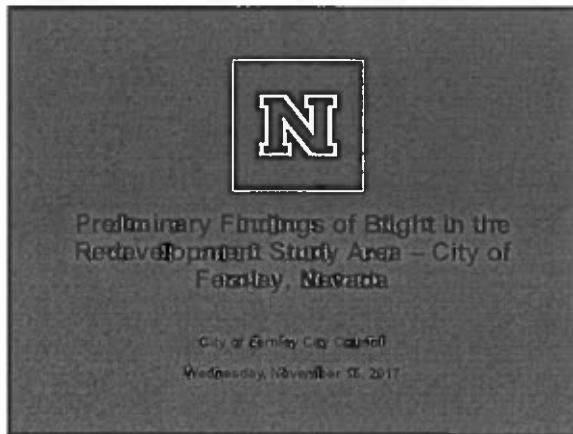 N
Preliminary Findings of Blight in the
Redevelopment Study Area – City of
Fernley, Nevada
City of Fernley City Council
Wednesday, November 2017